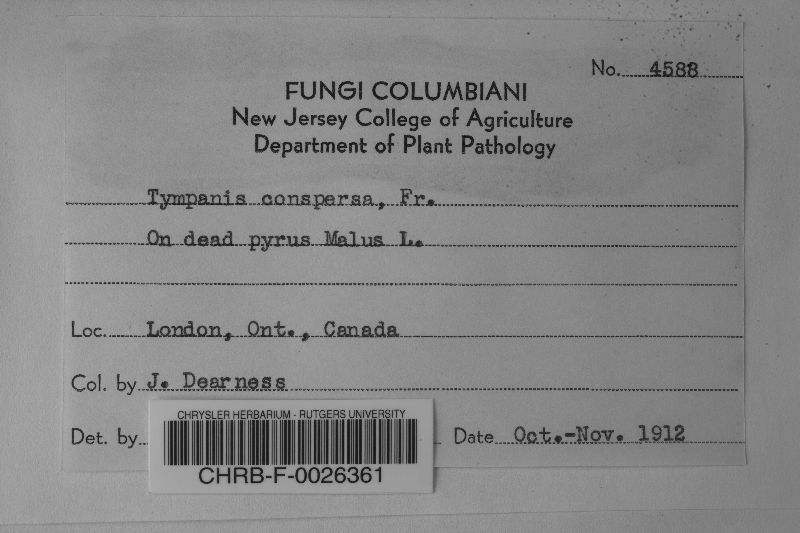 No. 4588
FUNGI COLUMBIANI
New Jersey College of Agriculture
Department of Plant Pathology
Tympanis conspersa, Fr.
On dead pyrus Malus L.
Loc. London, Ont., Canada
Col. by J. Dearness
Det. by
Date Oct.-Nov. 1912
CHRYSLER HERBARIUM - RUTGERS UNIVERSITY
CHRB-F-0026361